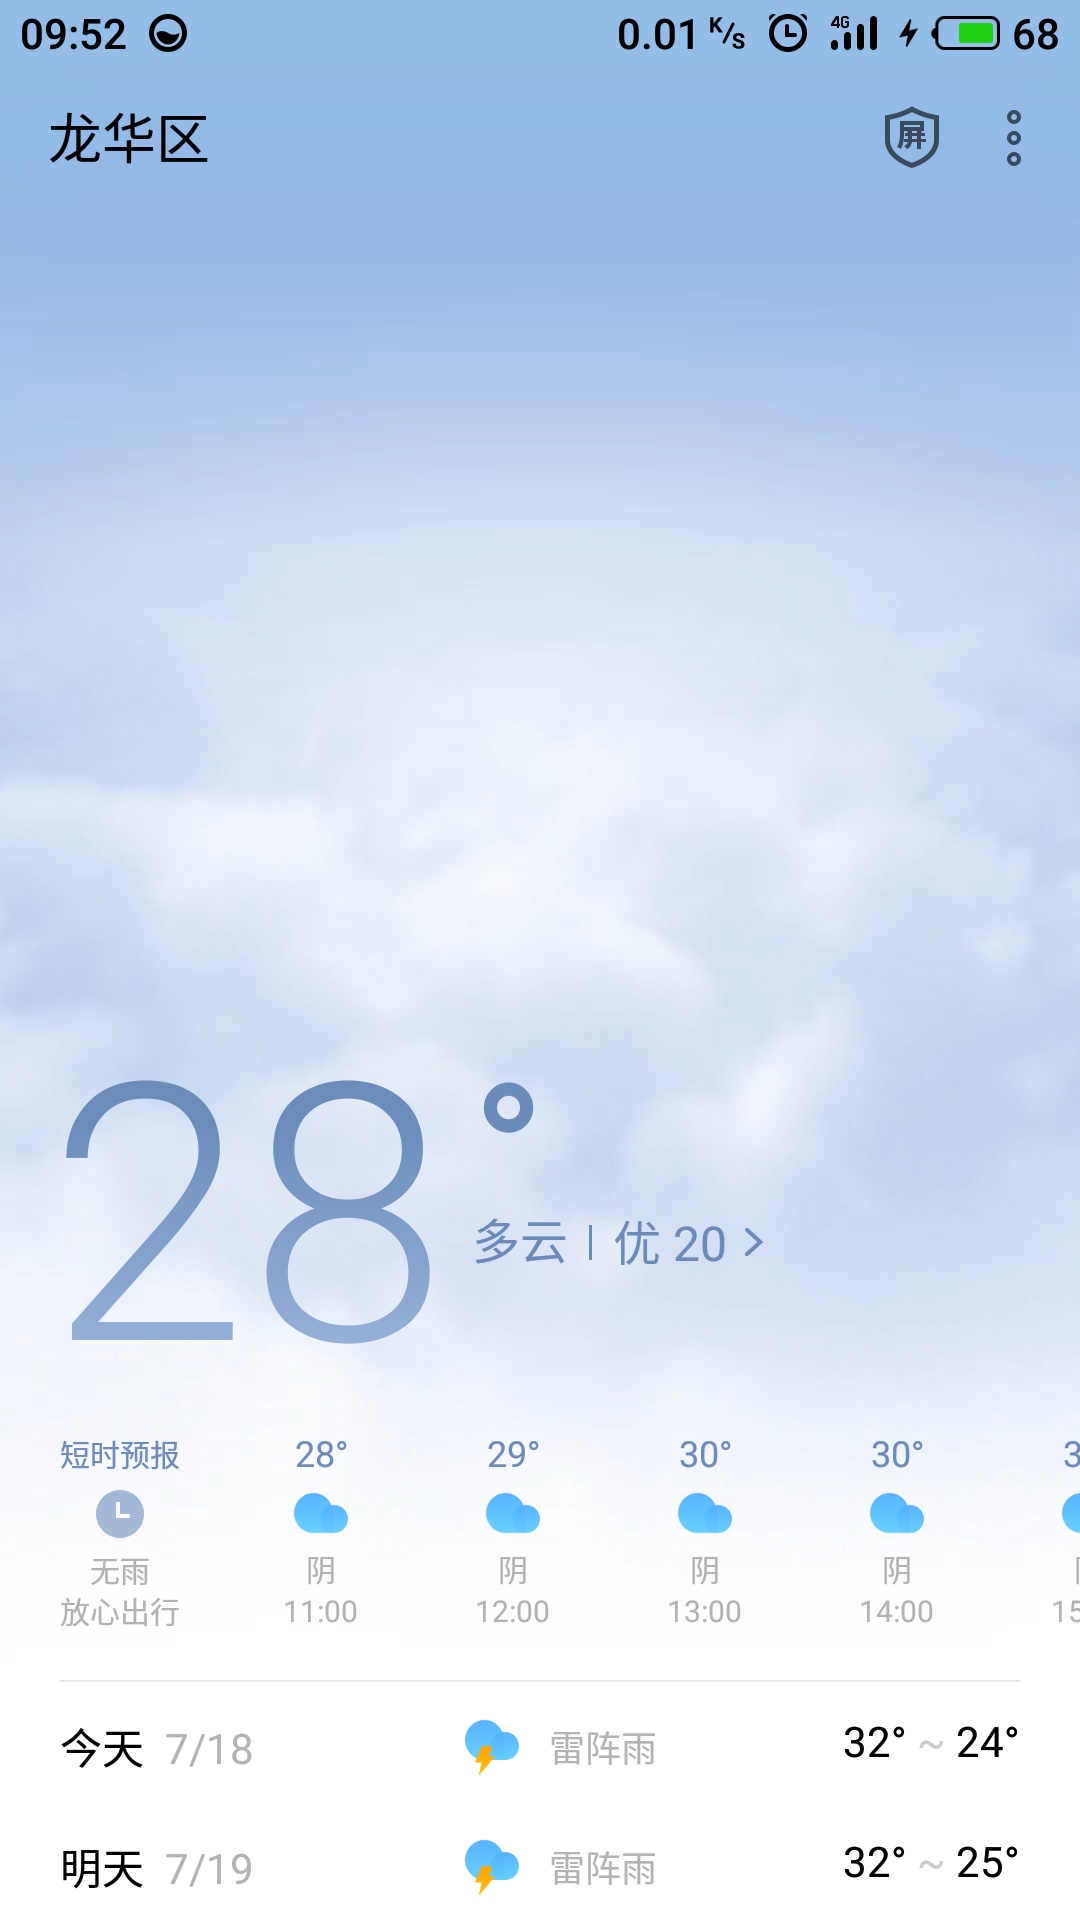 09:52 0.01 K/s 4G 68
龙华区 屏
28°
多云 | 优 20 >
短时预报 28° 29° 30° 30° 3
阴 阴 阴 阴
无雨
放心出行 11:00 12:00 13:00 14:00 15
今天 7/18 雷阵雨 32° ~ 24°
明天 7/19 雷阵雨 32° ~ 25°